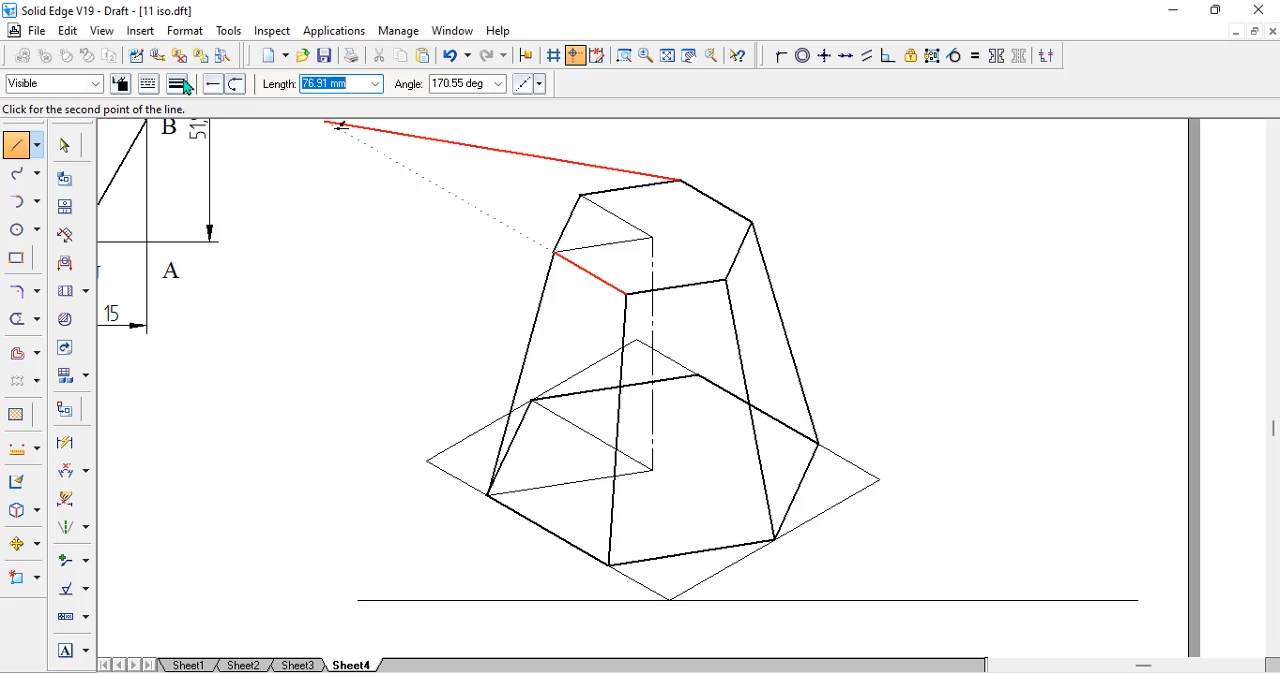 Solid Edge V19 - Draft - [11 iso.dft]
File Edit View Insert Format Tools Inspect Applications Manage Window Help
Visible Length: 76.91 mm Angle: 170.55 deg
Click for the second point of the line.
B
51,
A
15
A
Sheet1 Sheet2 Sheet3 Sheet4